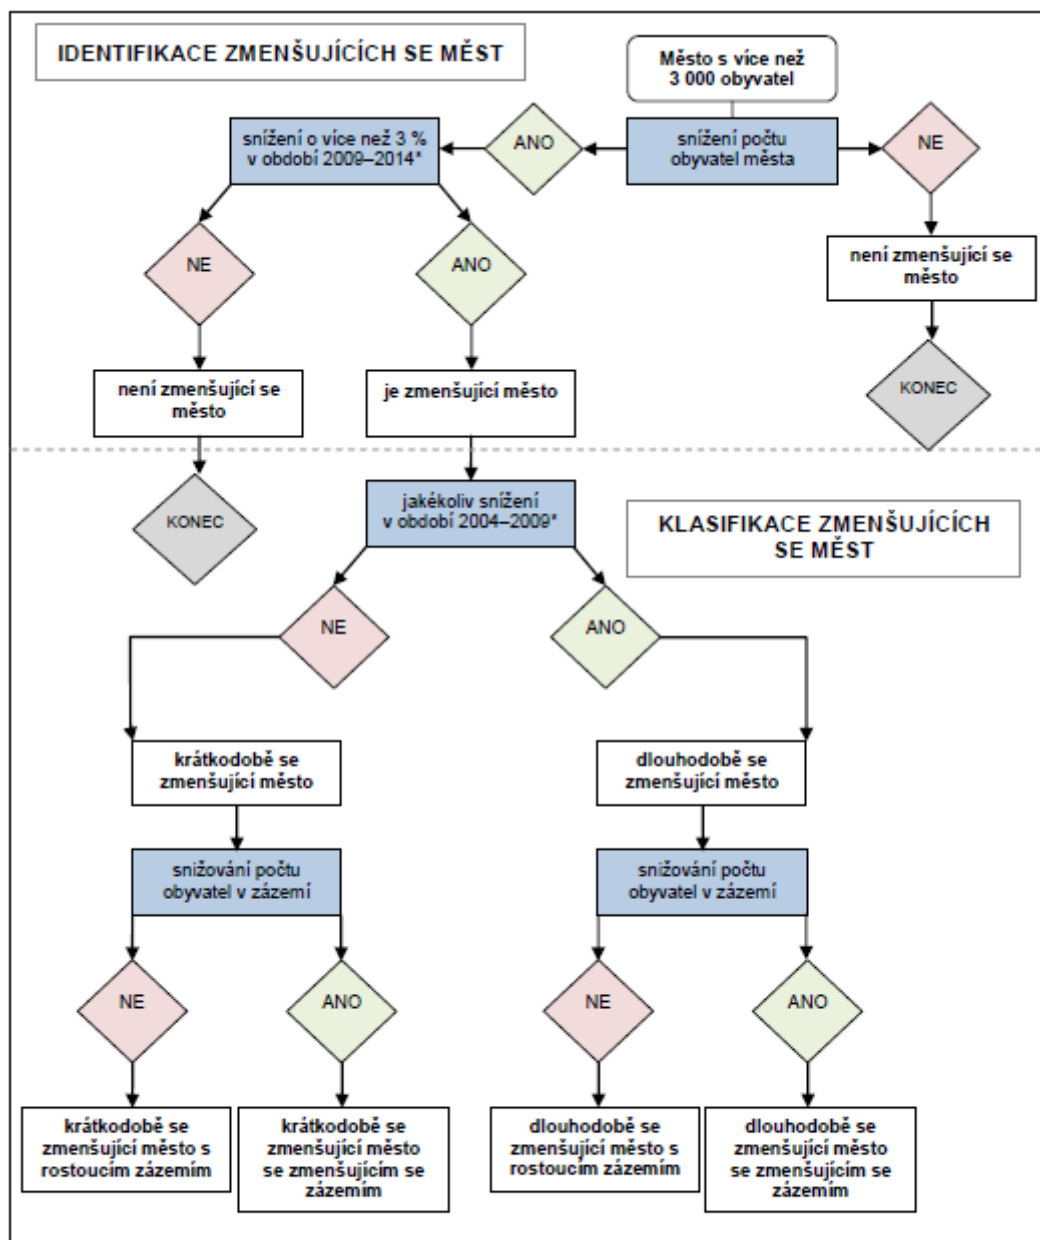 IDENTIFIKACE ZMENŠUJÍCÍCH SE MĚST
Město s více než
3 000 obyvatel
snížení o více než 3 %
v období 2009–2014*
ANO
snížení počtu
obyvatel města
NE
NE
ANO
není zmenšující se
město
není zmenšující se
město
je zmenšující město
KONEC
KONEC
jakékoliv snížení
v období 2004–2009*
KLASIFIKACE ZMENŠUJÍCÍCH
SE MĚST
NE
ANO
krátkodobě se
zmenšující město
dlouhodobě se
zmenšující město
snižování počtu
obyvatel v zázemí
snižování počtu
obyvatel v zázemí
NE
ANO
NE
ANO
krátkodobě se
zmenšující město s
rostoucím zázemím
krátkodobě se
zmenšující město
se zmenšujícím se
zázemím
dlouhodobě se
zmenšující město s
rostoucím zázemím
dlouhodobě se
zmenšující město
se zmenšujícím se
zázemím